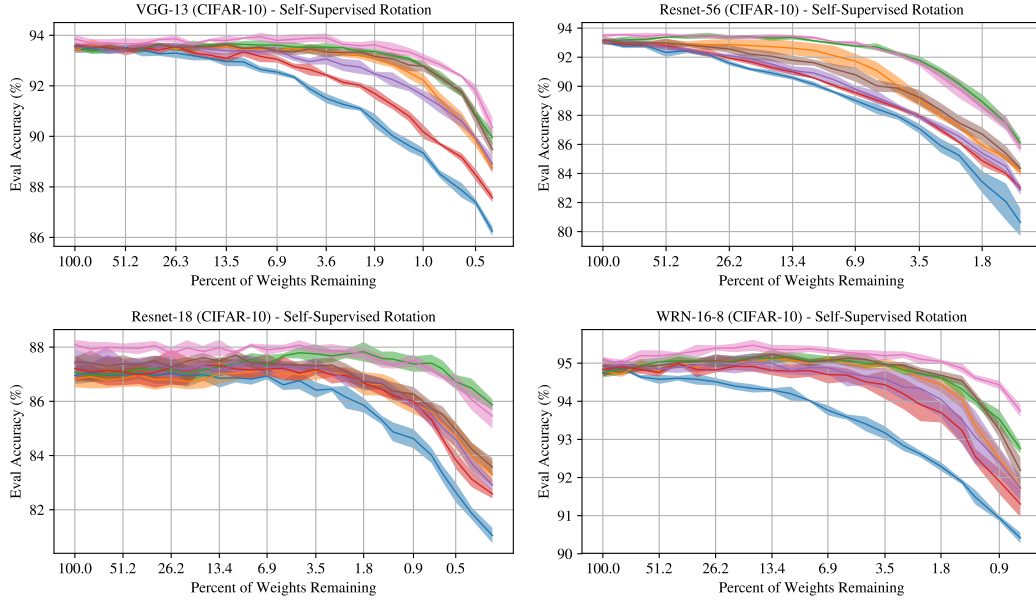 VGG-13 (CIFAR-10) - Self-Supervised Rotation
94
92
90
88
86
Eval Accuracy (%)
100.0 51.2 26.3 13.5 6.9 3.6 1.9 1.0 0.5
Percent of Weights Remaining
Resnet-56 (CIFAR-10) - Self-Supervised Rotation
94
92
90
88
86
84
82
80
Eval Accuracy (%)
100.0 51.2 26.2 13.4 6.9 3.5 1.8
Percent of Weights Remaining
Resnet-18 (CIFAR-10) - Self-Supervised Rotation
88
86
84
82
Eval Accuracy (%)
100.0 51.2 26.2 13.4 6.9 3.5 1.8 0.9 0.5
Percent of Weights Remaining
WRN-16-8 (CIFAR-10) - Self-Supervised Rotation
95
94
93
92
91
90
Eval Accuracy (%)
100.0 51.2 26.2 13.4 6.9 3.5 1.8 0.9
Percent of Weights Remaining